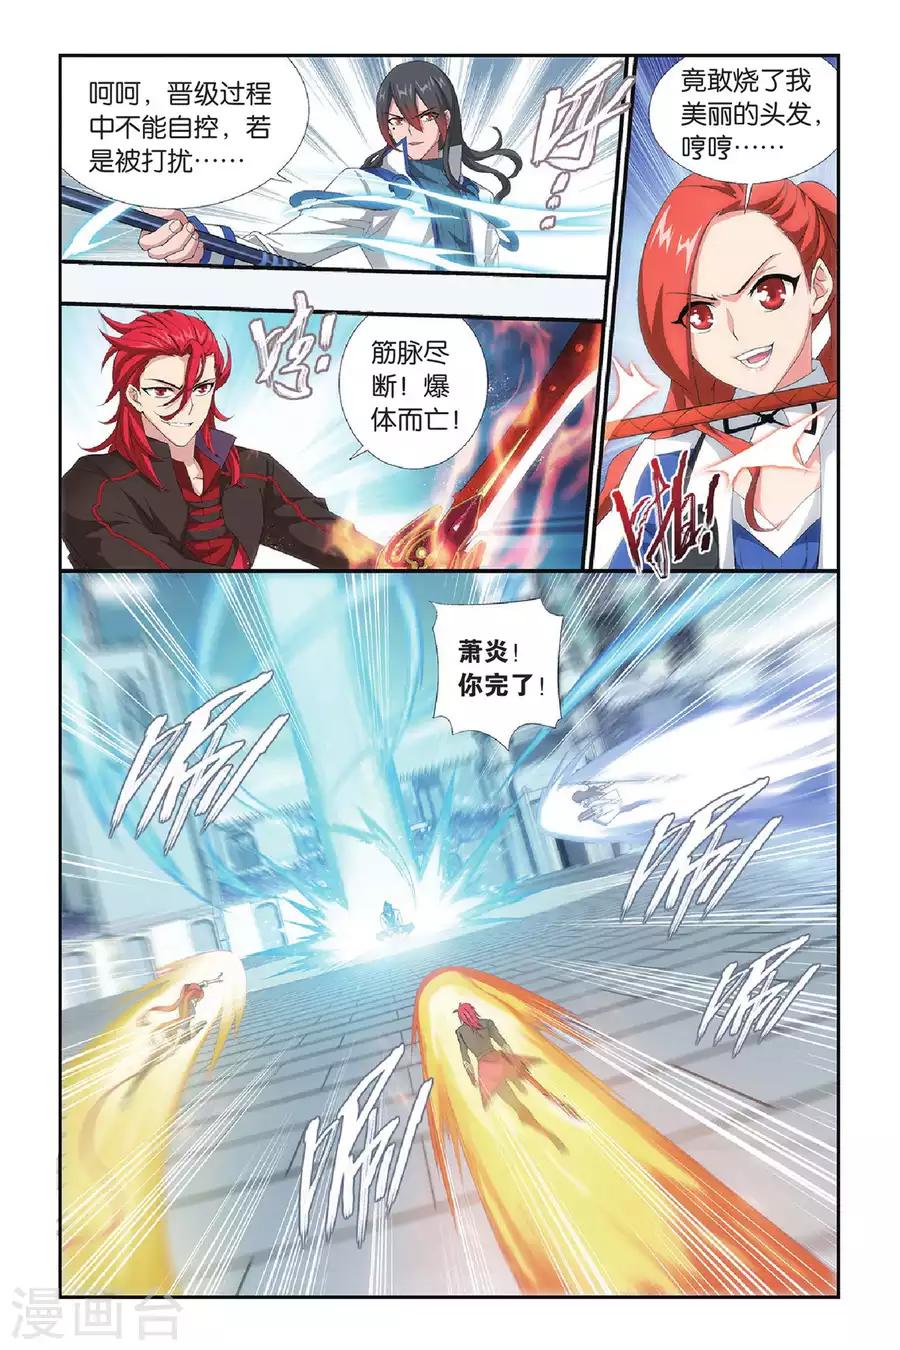 呵呵，晋级过程
中不能自控，若
是被打扰……
呼…
竟敢烧了我
美丽的头发，
哼哼……
筋脉尽
断！爆
体而亡！
啪！
萧炎！
你完了！
漫画台